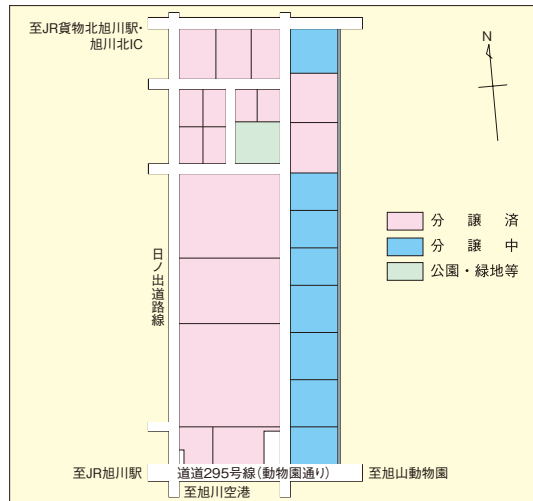 至JR貨物北旭川駅・
旭川北IC
N
分譲済
分譲中
公園・緑地等
日ノ出道路線
至JR旭川駅
道道295号線(動物園通り)
至旭山動物園
至旭川空港